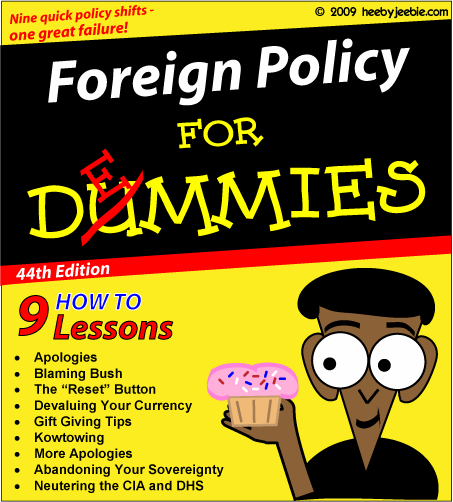 Nine quick policy shifts -
one great failure!
© 2009 heebyjeebie.com
Foreign Policy
FOR
E
DUMMIES
44th Edition
9 HOW TO
Lessons
• Apologies
• Blaming Bush
• The “Reset” Button
• Devaluing Your Currency
• Gift Giving Tips
• Kowtowing
• More Apologies
• Abandoning Your Sovereignty
• Neutering the CIA and DHS